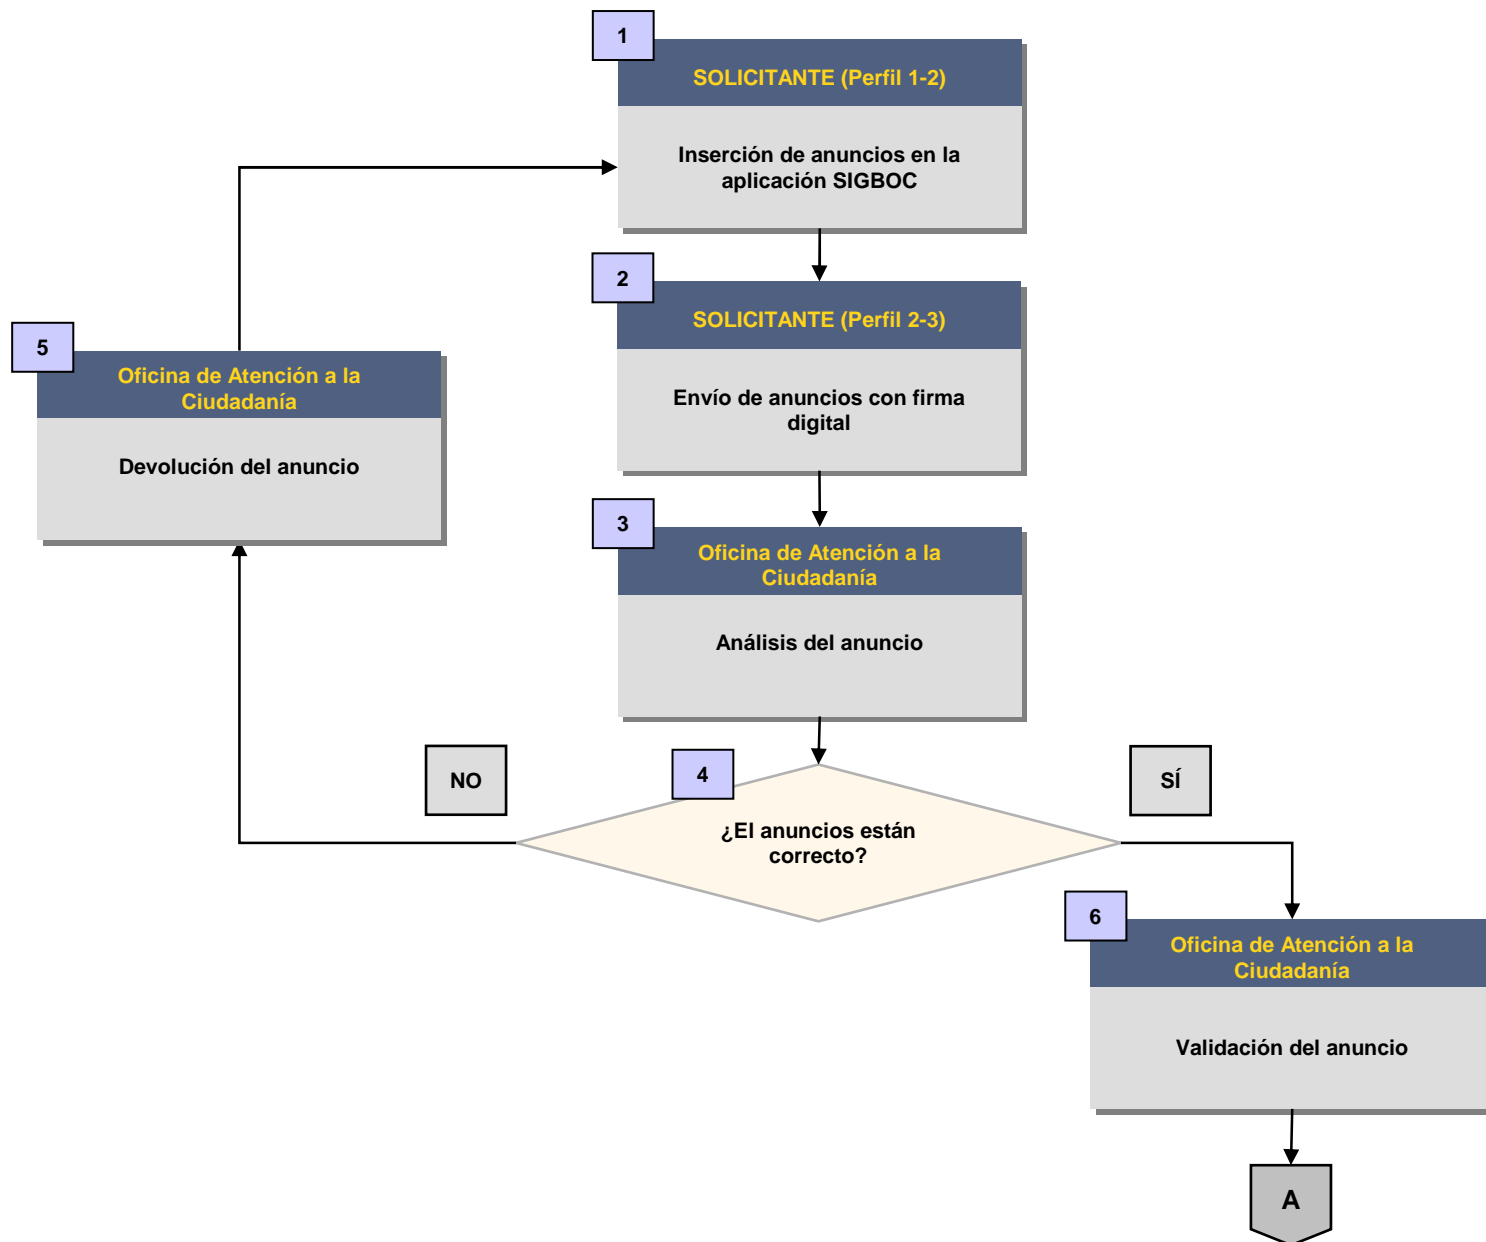 1
SOLICITANTE (Perfil 1-2)
Inserción de anuncios en la
aplicación SIGBOC
2
SOLICITANTE (Perfil 2-3)
Envío de anuncios con firma
digital
5
Oficina de Atención a la
Ciudadanía
Devolución del anuncio
3
Oficina de Atención a la
Ciudadanía
Análisis del anuncio
NO
4
SÍ
¿El anuncios están
correcto?
6
Oficina de Atención a la
Ciudadanía
Validación del anuncio
A